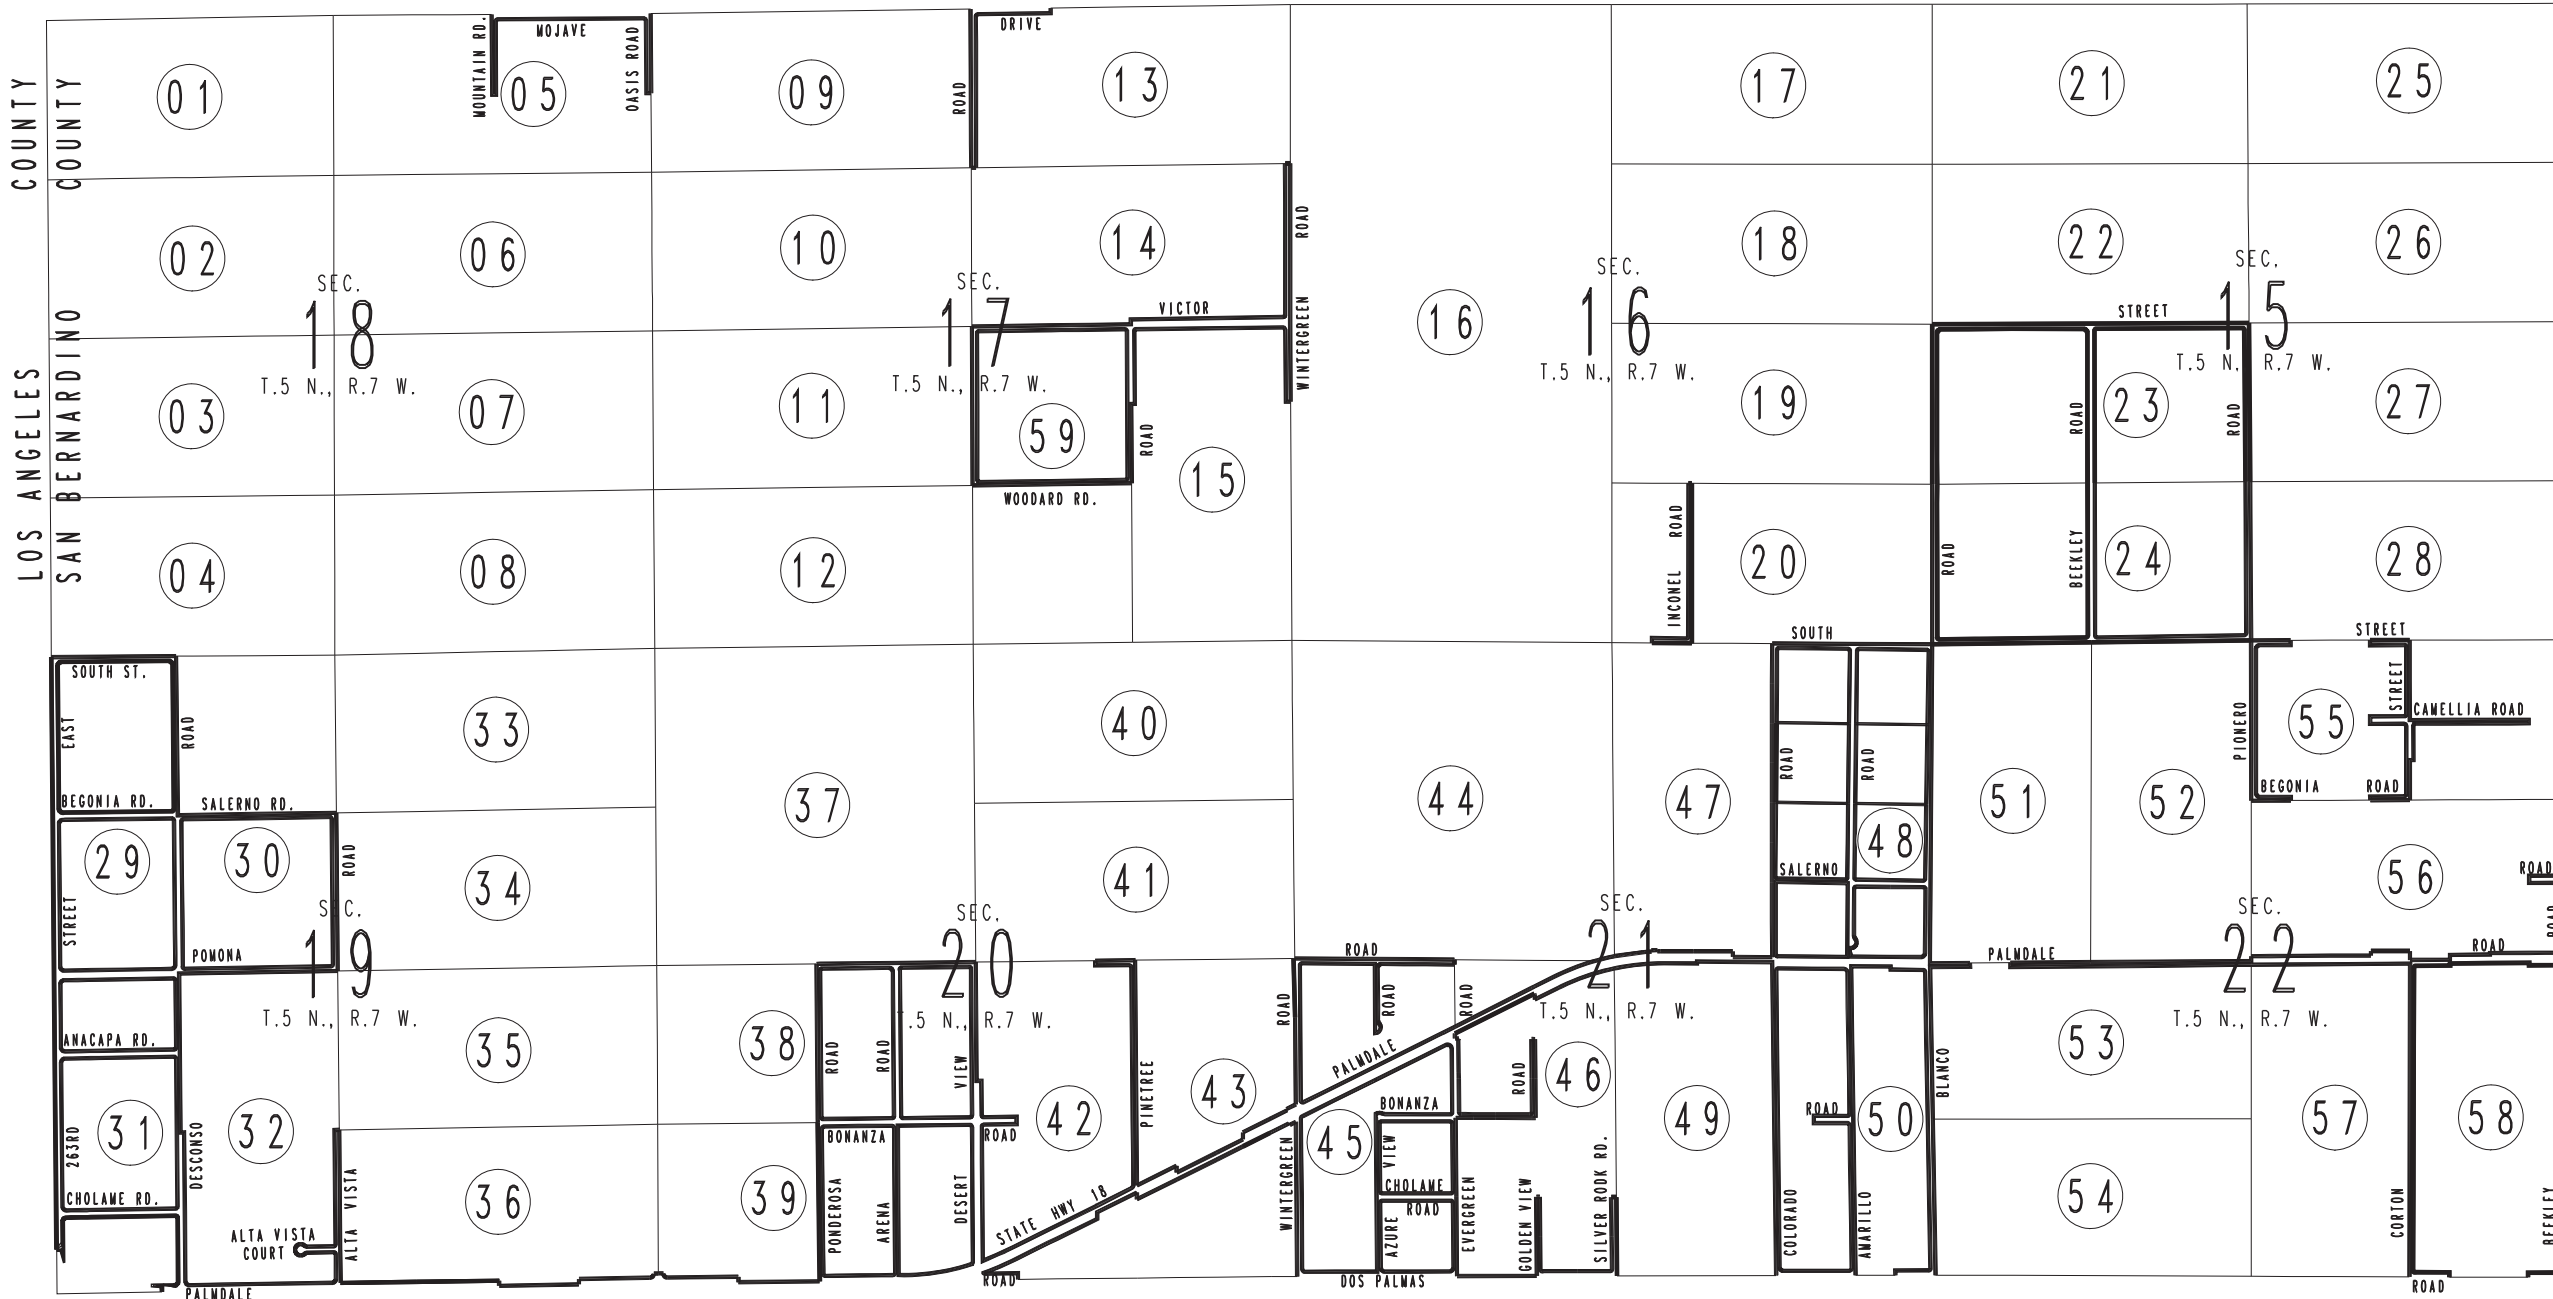 LOS ANGELES COUNTY
SAN BERNARDINO COUNTY
MOUNTAIN RD.
MOJAVE
OASIS ROAD
ROAD
DRIVE
01
05
09
13
17
21
25
02
06
10
14
ROAD
18
22
26
SEC.
18
T.5 N., R.7 W.
SEC.
17
T.5 N., R.7 W.
VICTOR
WINTERGREEN
16
SEC.
16
T.5 N., R.7 W.
STREET
SEC.
15
T.5 N., R.7 W.
03
07
11
59
ROAD
WOODARD RD.
15
19
ROAD
23
ROAD
27
04
08
12
INCONEL ROAD
20
ROAD
BEEKLEY
24
28
SOUTH
STREET
SOUTH ST.
EAST
ROAD
33
40
PIONERO
55
STREET
CAMELLIA ROAD
BEGONIA RD.
SALERNO RD.
37
44
47
ROAD
ROAD
51
52
BEGONIA ROAD
29
30
ROAD
34
41
SALERNO
48
56
ROAD
STREET
POMONA
SEC.
19
T.5 N., R.7 W.
SEC.
20
.5 N., R.7 W.
ROAD
SEC.
21
T.5 N., R.7 W.
PALMDALE
SEC.
22
T.5 N., R.7 W.
ROAD
ROAD
ANACAPA RD.
35
38
ROAD
ROAD
VIEW
ROAD
ROAD
ROAD
PALMDALE
53
31
263RD
DESCONSO
32
PINETREE
43
42
ROAD
BONANZA
BONANZA
ROAD
46
49
ROAD
50
BLANCO
57
58
CHOLAME RD.
ALTA VISTA
36
39
PONDEROSA
ARENA
DESERT
STATE HWY 18
WINTERGREEN
45
VIEW
CHOLAME
ROAD
AZURE
EVERGREEN
GOLDEN VIEW
SILVER ROOK RD.
COLORADO
AMARILLO
54
CORTON
BEEKLEY
ALTA VISTA
COURT
PALMDALE
ROAD
DOS PALMAS
ROAD